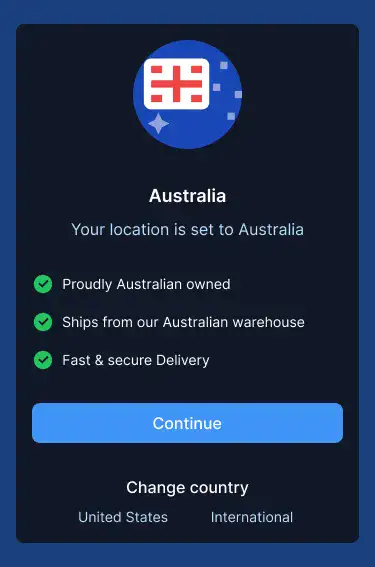 Australia
Your location is set to Australia
Proudly Australian owned
Ships from our Australian warehouse
Fast & secure Delivery
Continue
Change country
United States International